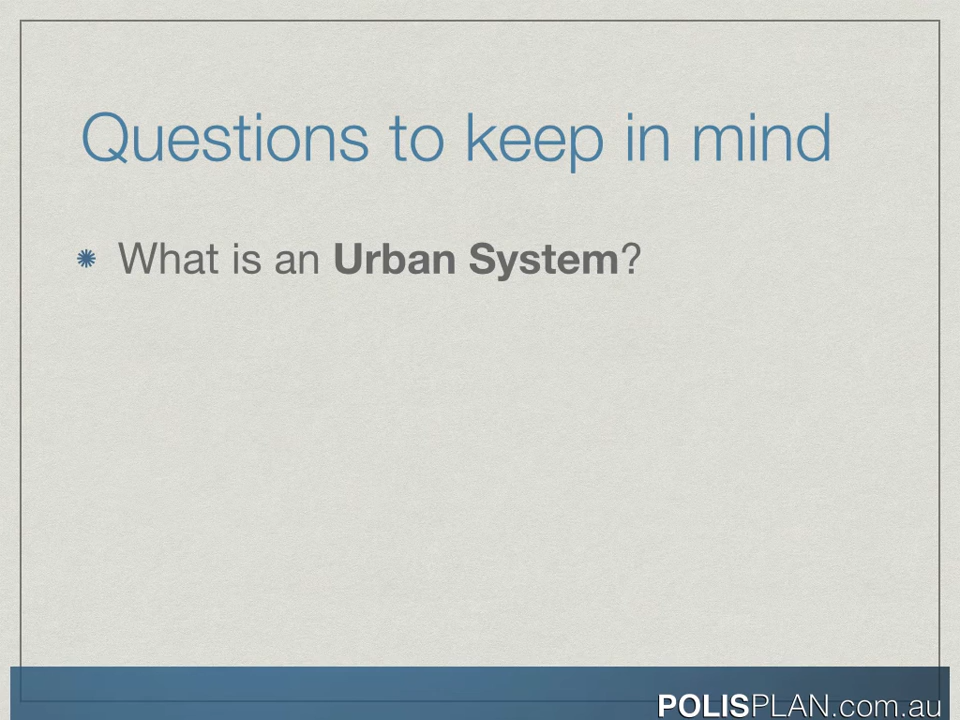 Questions to keep in mind
What is an Urban System?
POLISPLAN.com.au